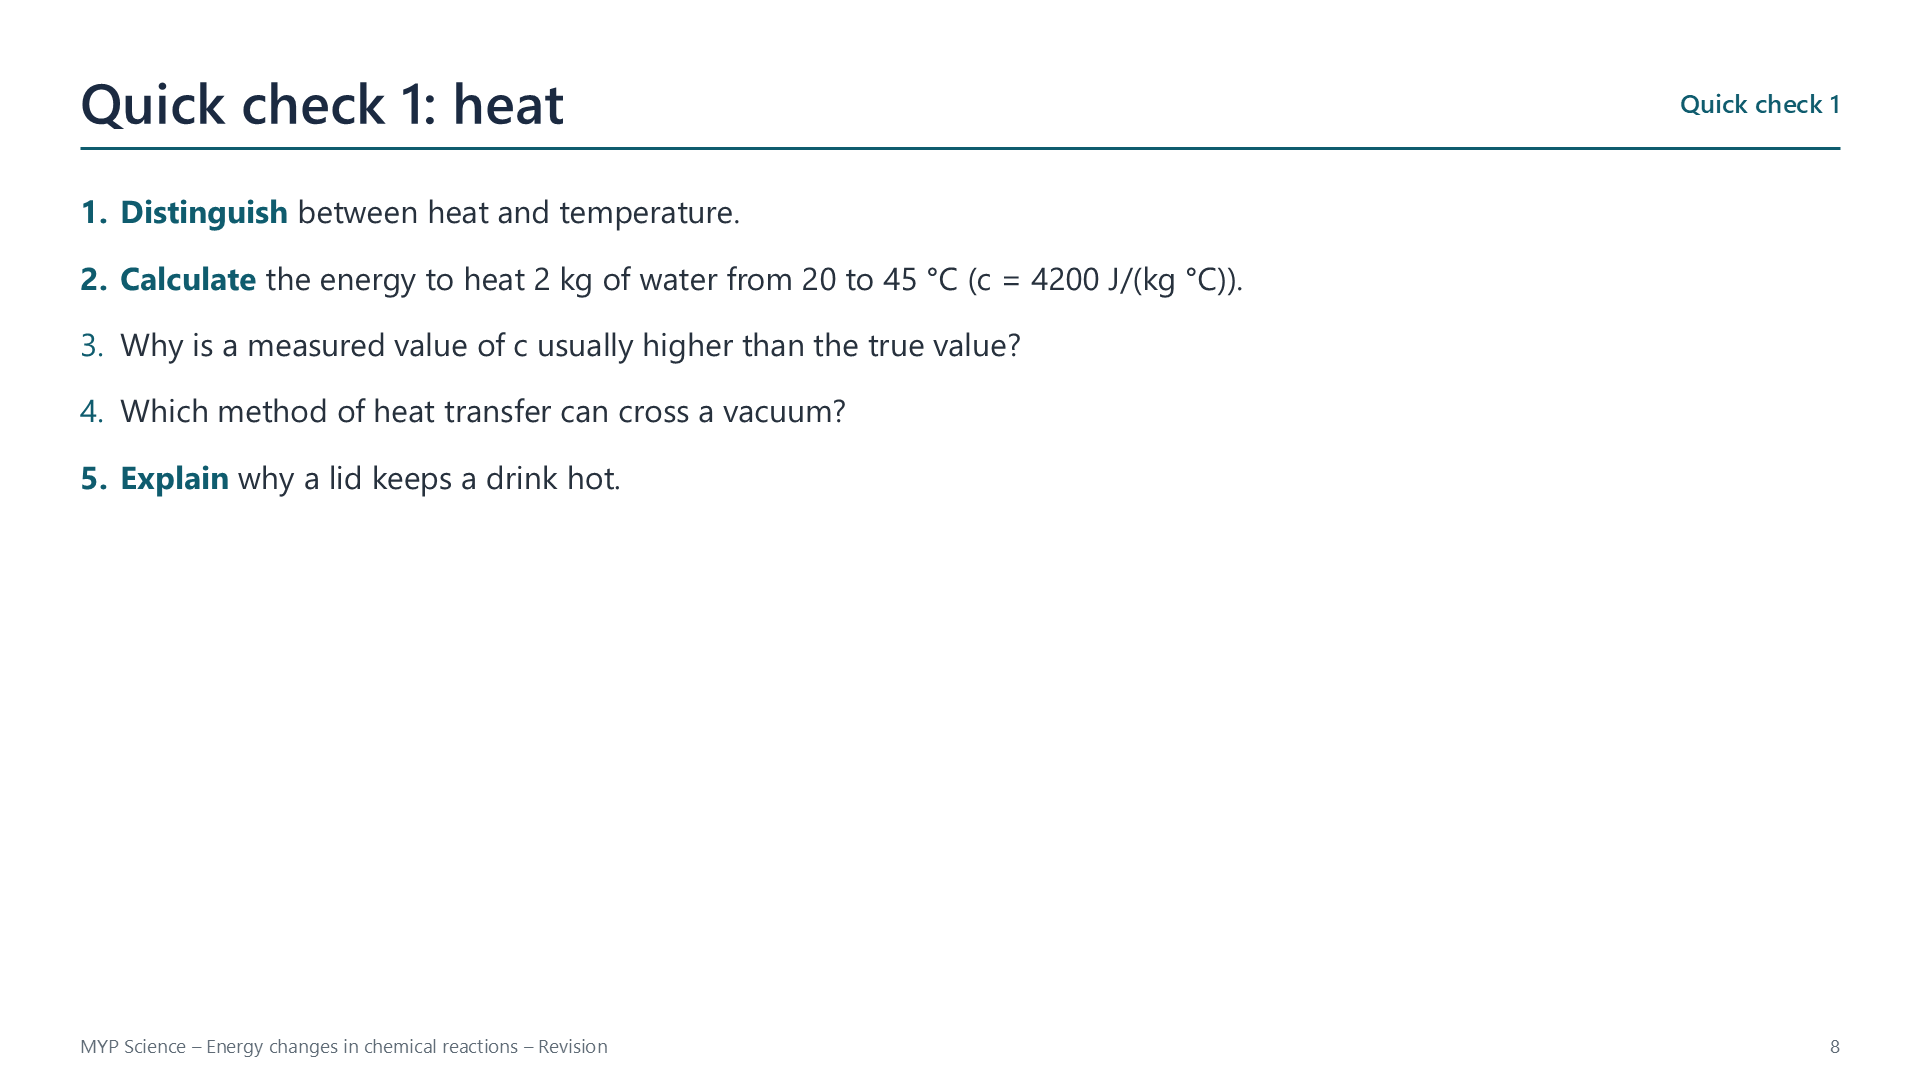 Quick check 1: heat
Quick check 1
1. Distinguish between heat and temperature.
2. Calculate the energy to heat 2 kg of water from 20 to 45 °C (c = 4200 J/(kg °C)).
3. Why is a measured value of c usually higher than the true value?
4. Which method of heat transfer can cross a vacuum?
5. Explain why a lid keeps a drink hot.
MYP Science – Energy changes in chemical reactions – Revision
8